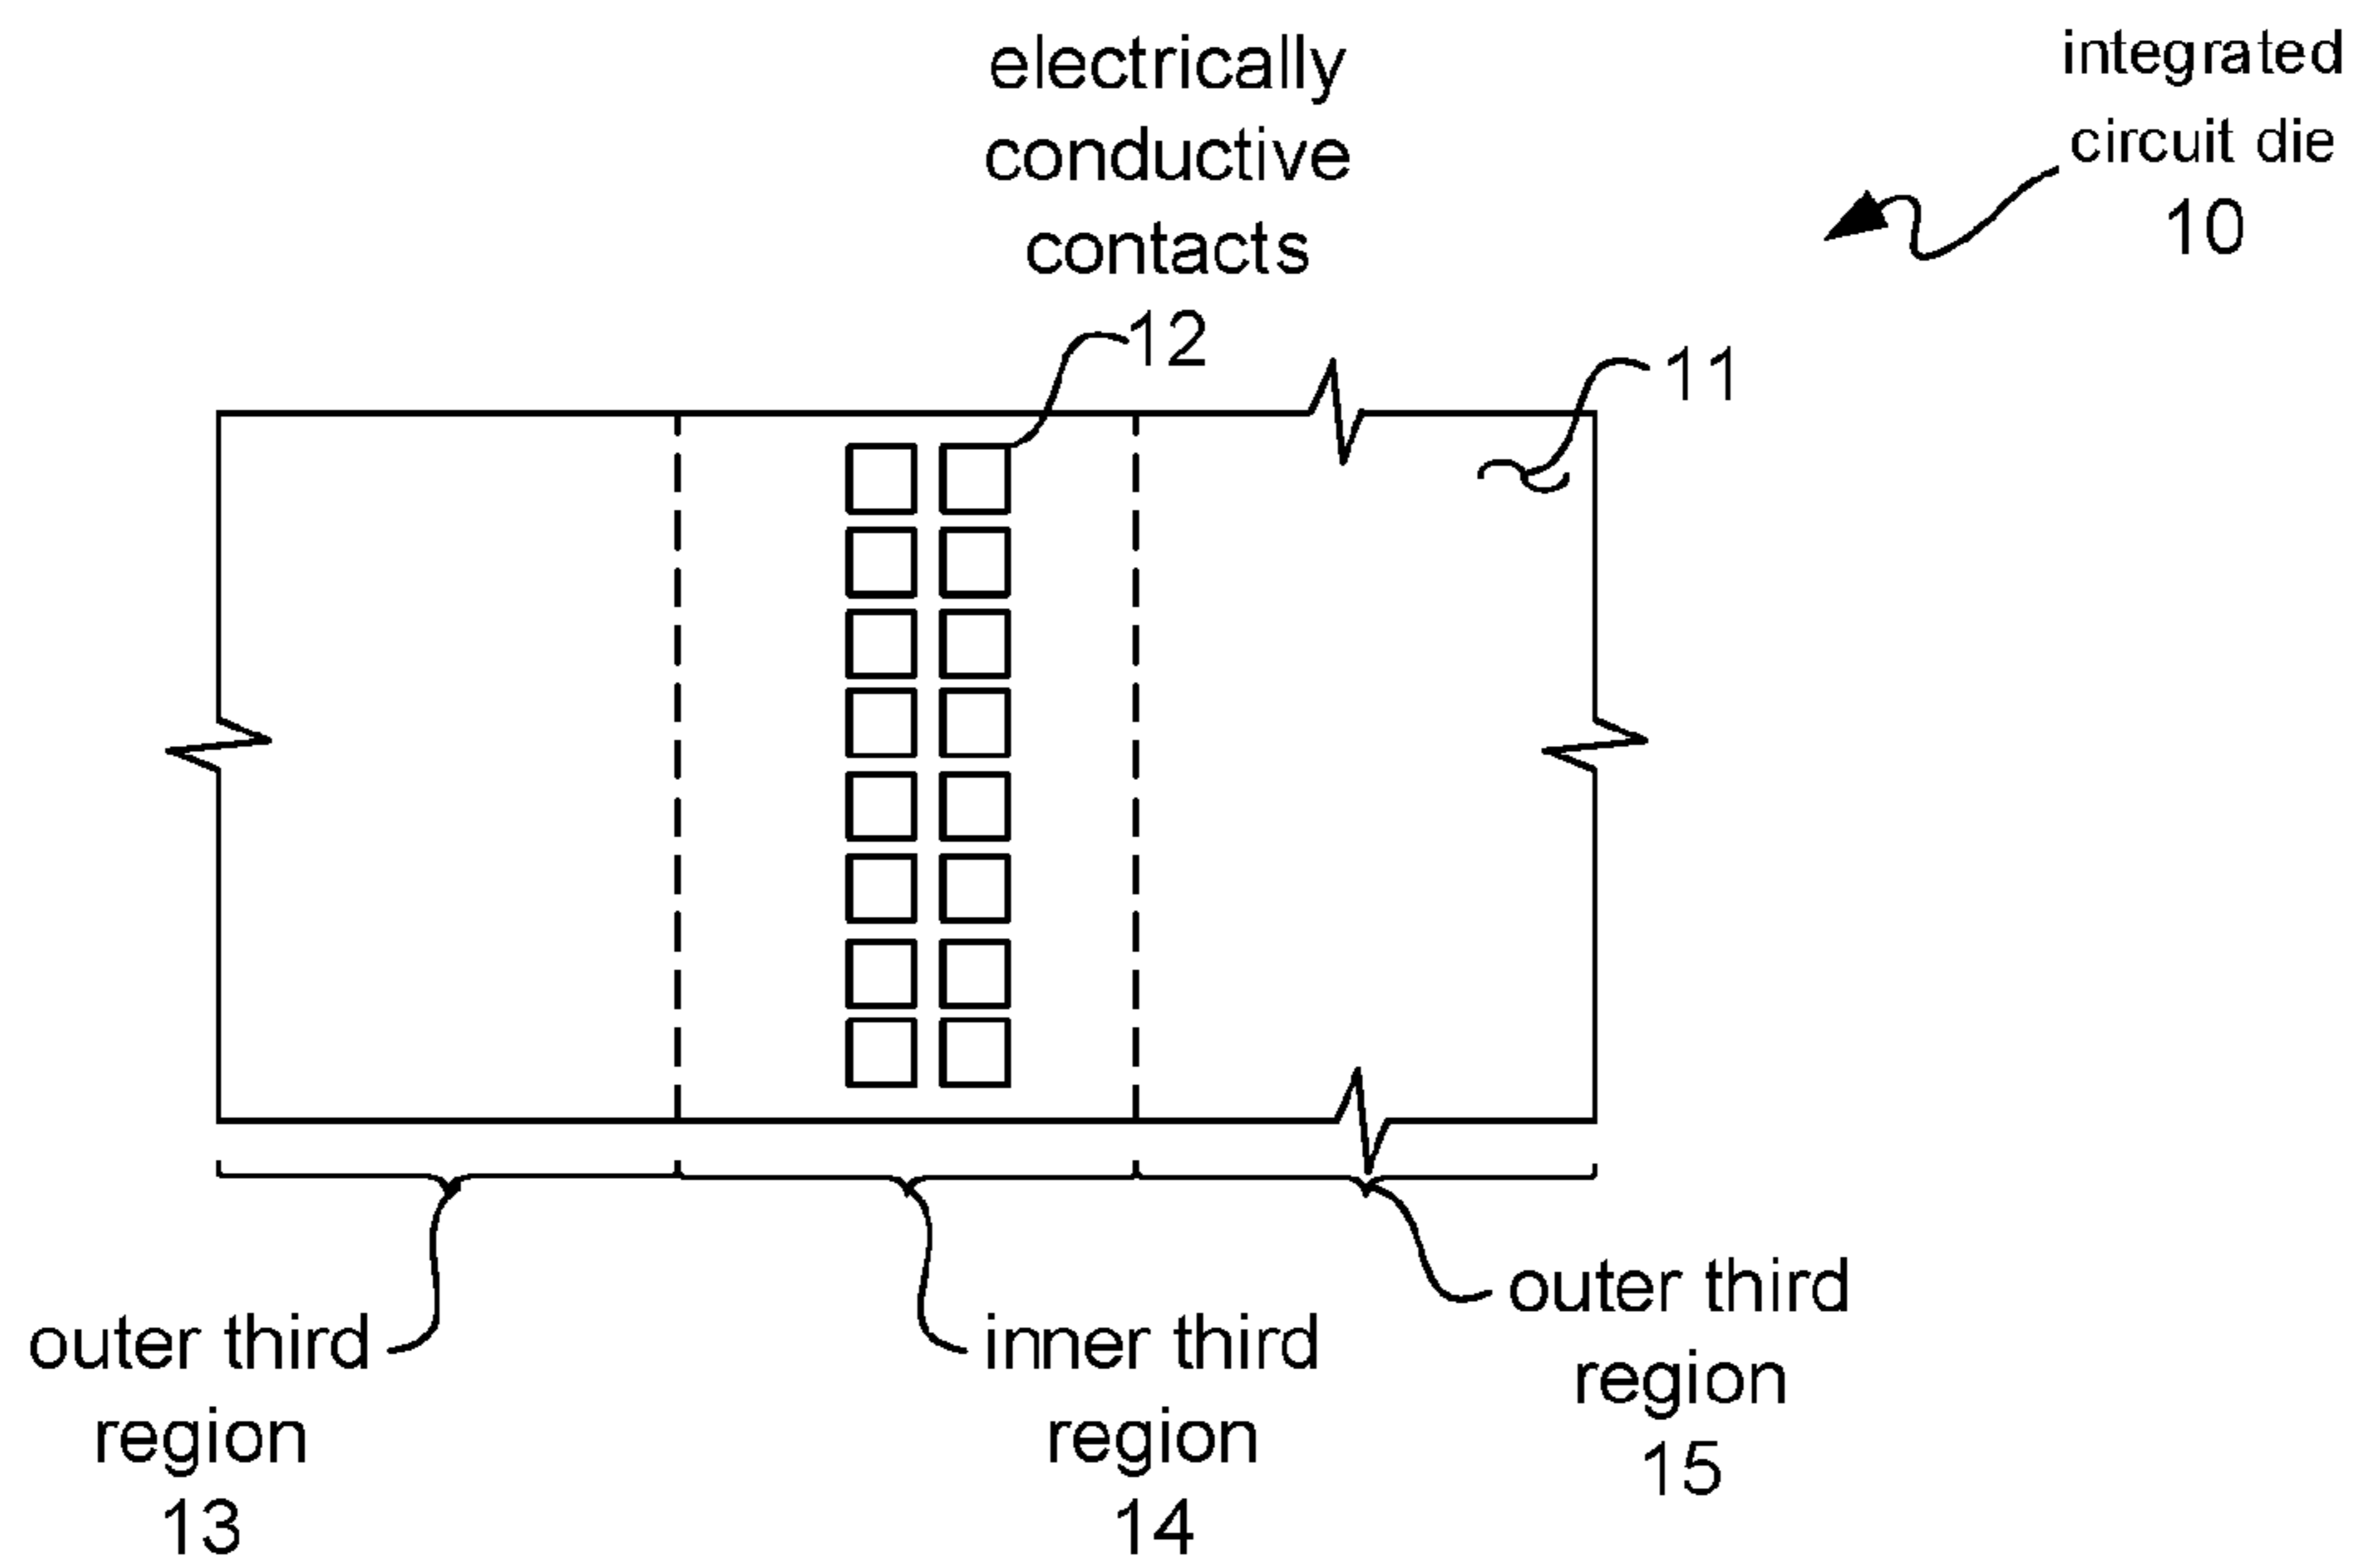 electrically
conductive
contacts
12
integrated
circuit die
10
11
outer third
region
13
inner third
region
14
outer third
region
15